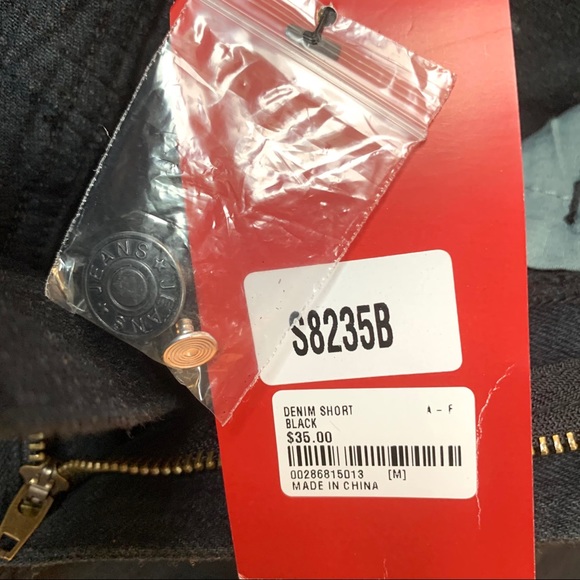 JEANS ★ JEANS ★
S8235B
DENIM SHORT A - F
BLACK
$35.00
00286815013 [M]
MADE IN CHINA